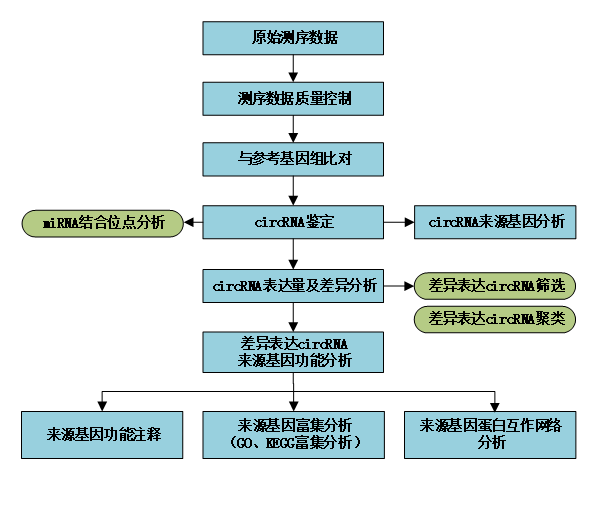 原始测序数据
测序数据质量控制
与参考基因组比对
miRNA结合位点分析
circRNA鉴定
circRNA来源基因分析
circRNA表达量及差异分析
差异表达circRNA筛选
差异表达circRNA聚类
差异表达circRNA
来源基因功能分析
来源基因功能注释
来源基因富集分析
（GO、KEGG富集分析）
来源基因蛋白互作网络
分析